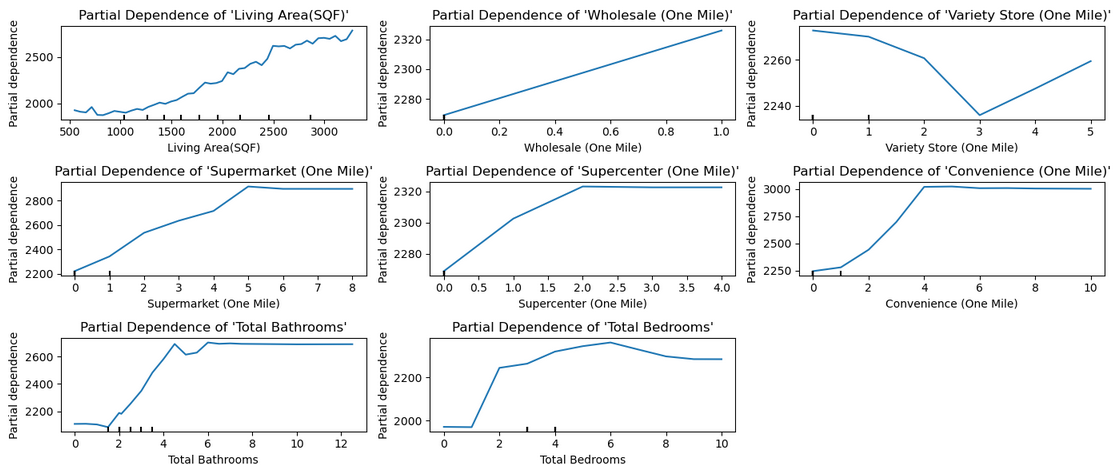 Partial Dependence of 'Living Area(SQF)'
Partial dependence
2500
2000
500 1000 1500 2000 2500 3000
Living Area(SQF)
Partial Dependence of 'Wholesale (One Mile)'
Partial dependence
2320
2300
2280
0.0 0.2 0.4 0.6 0.8 1.0
Wholesale (One Mile)
Partial Dependence of 'Variety Store (One Mile)'
Partial dependence
2260
2240
0 1 2 3 4 5
Variety Store (One Mile)
Partial Dependence of 'Supermarket (One Mile)'
Partial dependence
2800
2600
2400
2200
0 1 2 3 4 5 6 7 8
Supermarket (One Mile)
Partial Dependence of 'Supercenter (One Mile)'
Partial dependence
2320
2300
2280
0.0 0.5 1.0 1.5 2.0 2.5 3.0 3.5 4.0
Supercenter (One Mile)
Partial Dependence of 'Convenience (One Mile)'
Partial dependence
3000
2750
2500
2250
0 2 4 6 8 10
Convenience (One Mile)
Partial Dependence of 'Total Bathrooms'
Partial dependence
2600
2400
2200
0 2 4 6 8 10 12
Total Bathrooms
Partial Dependence of 'Total Bedrooms'
Partial dependence
2200
2000
0 2 4 6 8 10
Total Bedrooms